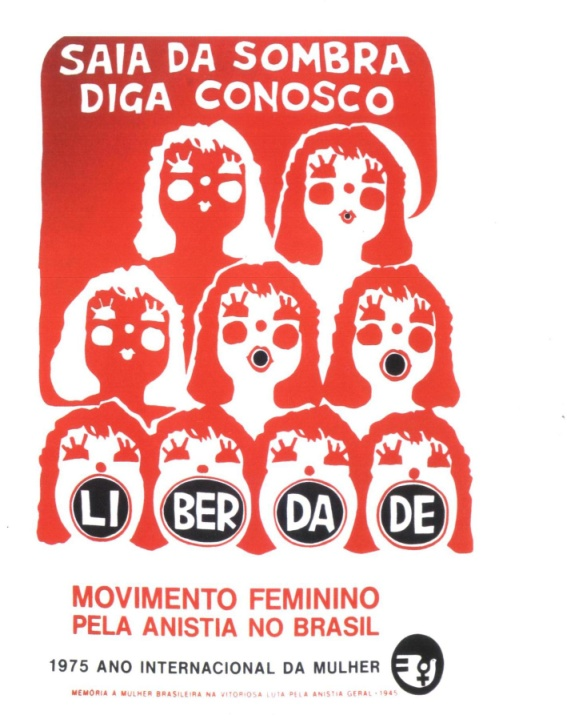 SAIA DA SOMBRA
DIGA CONOSCO
LI BER DA DE
MOVIMENTO FEMININO
PELA ANISTIA NO BRASIL
1975 ANO INTERNACIONAL DA MULHER
MEMÓRIA À MULHER BRASILEIRA NA VITORIOSA LUTA PELA ANISTIA GERAL - 1945